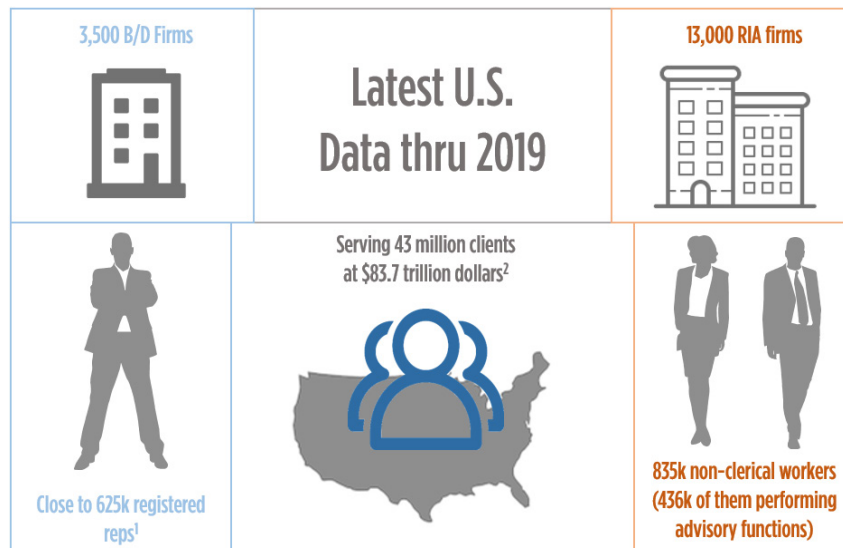 3,500 B/D Firms
Latest U.S.
Data thru 2019
13,000 RIA firms
Serving 43 million clients
at $83.7 trillion dollars²
Close to 625k registered
reps¹
835k non-clerical workers
(436k of them performing
advisory functions)